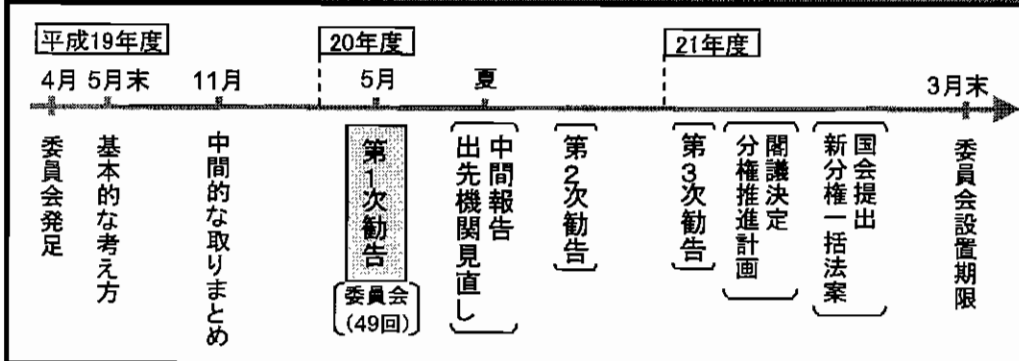 平成19年度
20年度
21年度
4月
5月末
11月
5月
夏
3月末
委員会発足
基本的な考え方
中間的な取りまとめ
第1次勧告
委員会
(49回)
中間報告
出先機関見直し
第2次勧告
第3次勧告
閣議決定
分権推進計画
国会提出
新分権一括法案
委員会設置期限